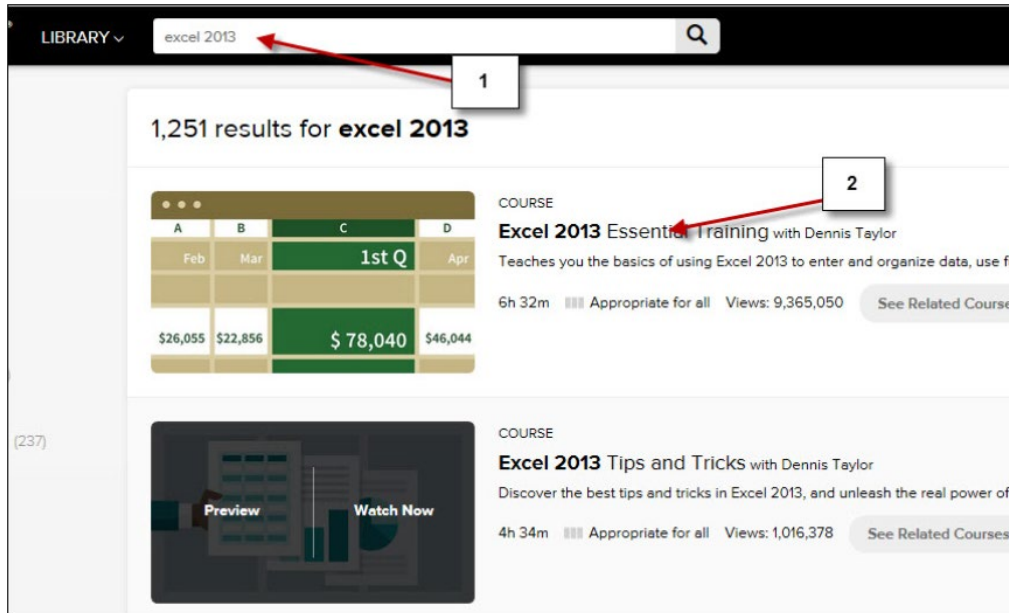 LIBRARY
excel 2013
1
1,251 results for excel 2013
2
A B C D
Feb Mar 1st Q Apr
$26,055 $22,856 $ 78,040 $46,044
COURSE
Excel 2013 Essential Training with Dennis Taylor
Teaches you the basics of using Excel 2013 to enter and organize data, use f
6h 32m Appropriate for all Views: 9,365,050 See Related Course
(237)
Preview Watch Now
COURSE
Excel 2013 Tips and Tricks with Dennis Taylor
Discover the best tips and tricks in Excel 2013, and unleash the real power of
4h 34m Appropriate for all Views: 1,016,378 See Related Courses